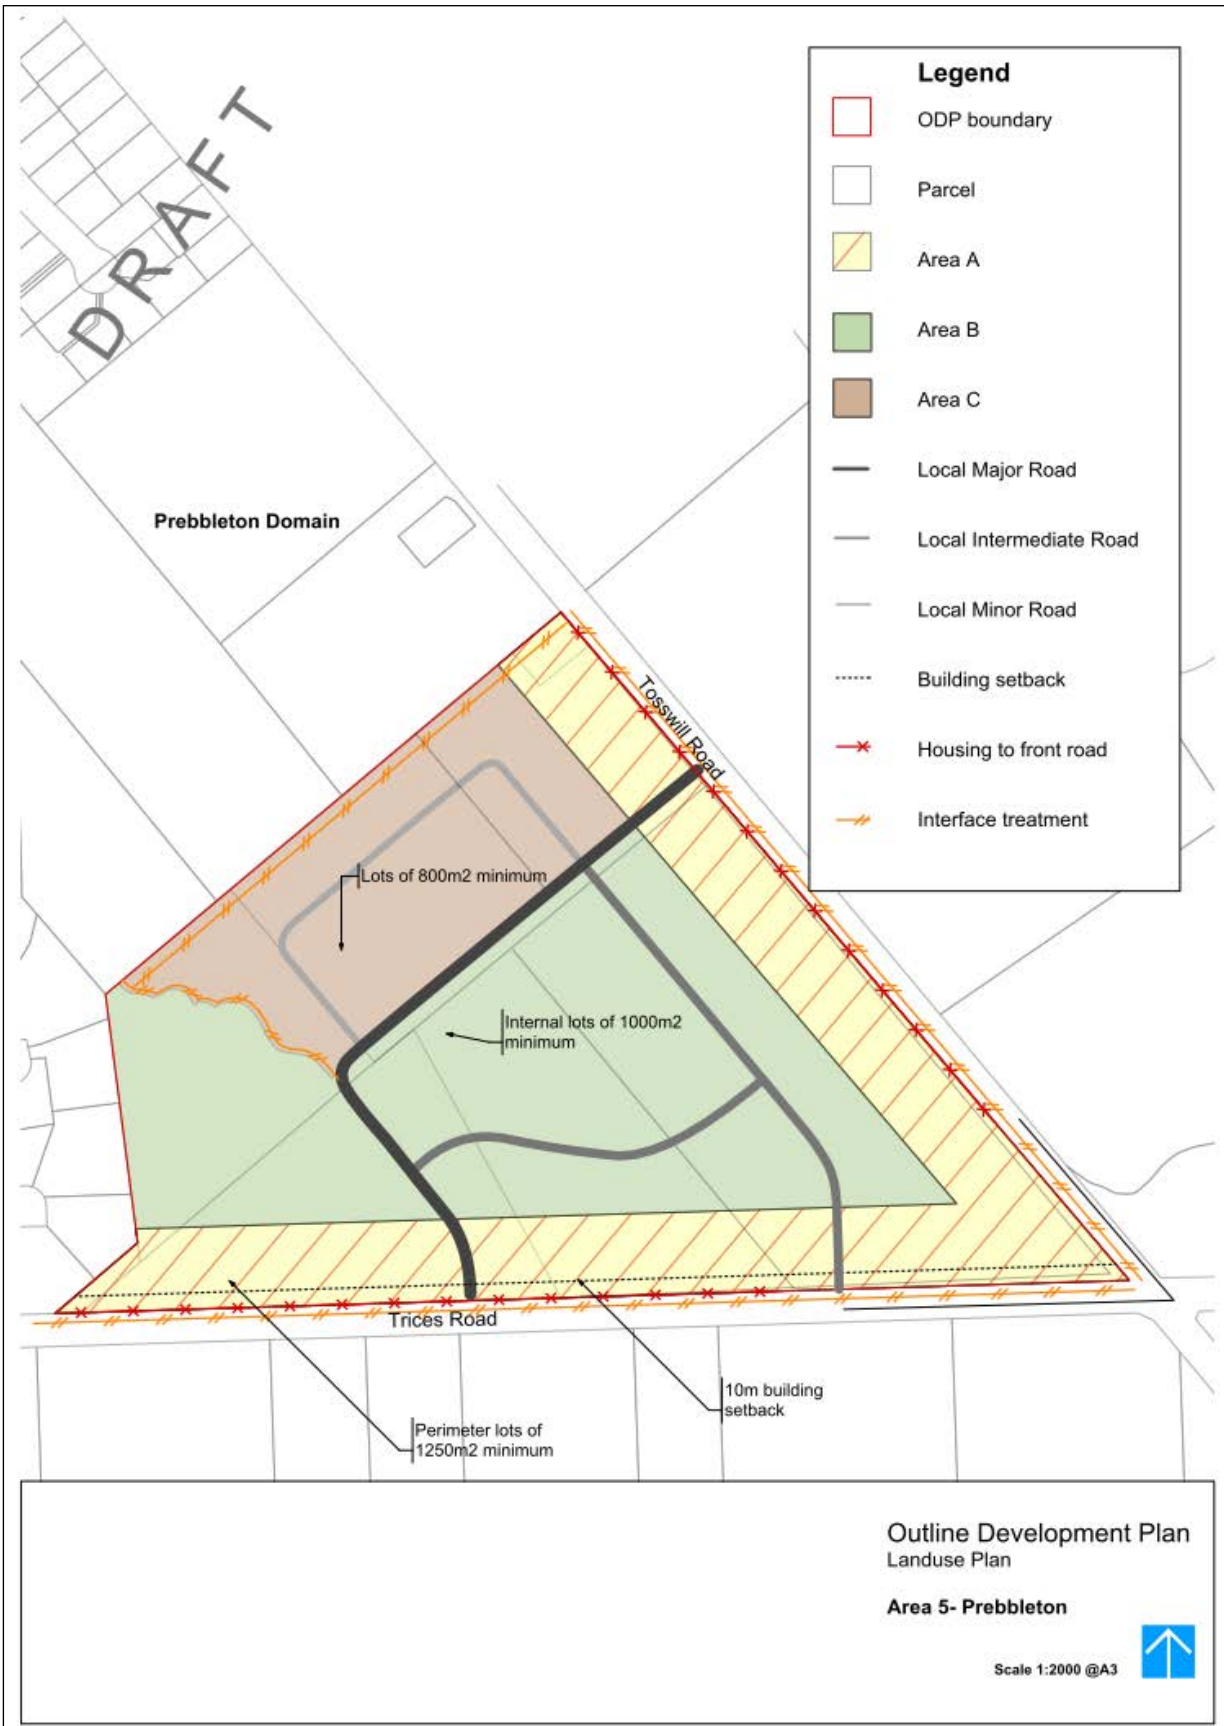 DRAFT
Legend
ODP boundary
Parcel
Area A
Area B
Area C
Local Major Road
Local Intermediate Road
Local Minor Road
Building setback
Housing to front road
Interface treatment
Prebbleton Domain
Tosswill Road
Lots of 800m2 minimum
Internal lots of 1000m2
minimum
Trices Road
10m building
setback
Perimeter lots of
1250m2 minimum
Outline Development Plan
Landuse Plan
Area 5- Prebbleton
Scale 1:2000 @A3